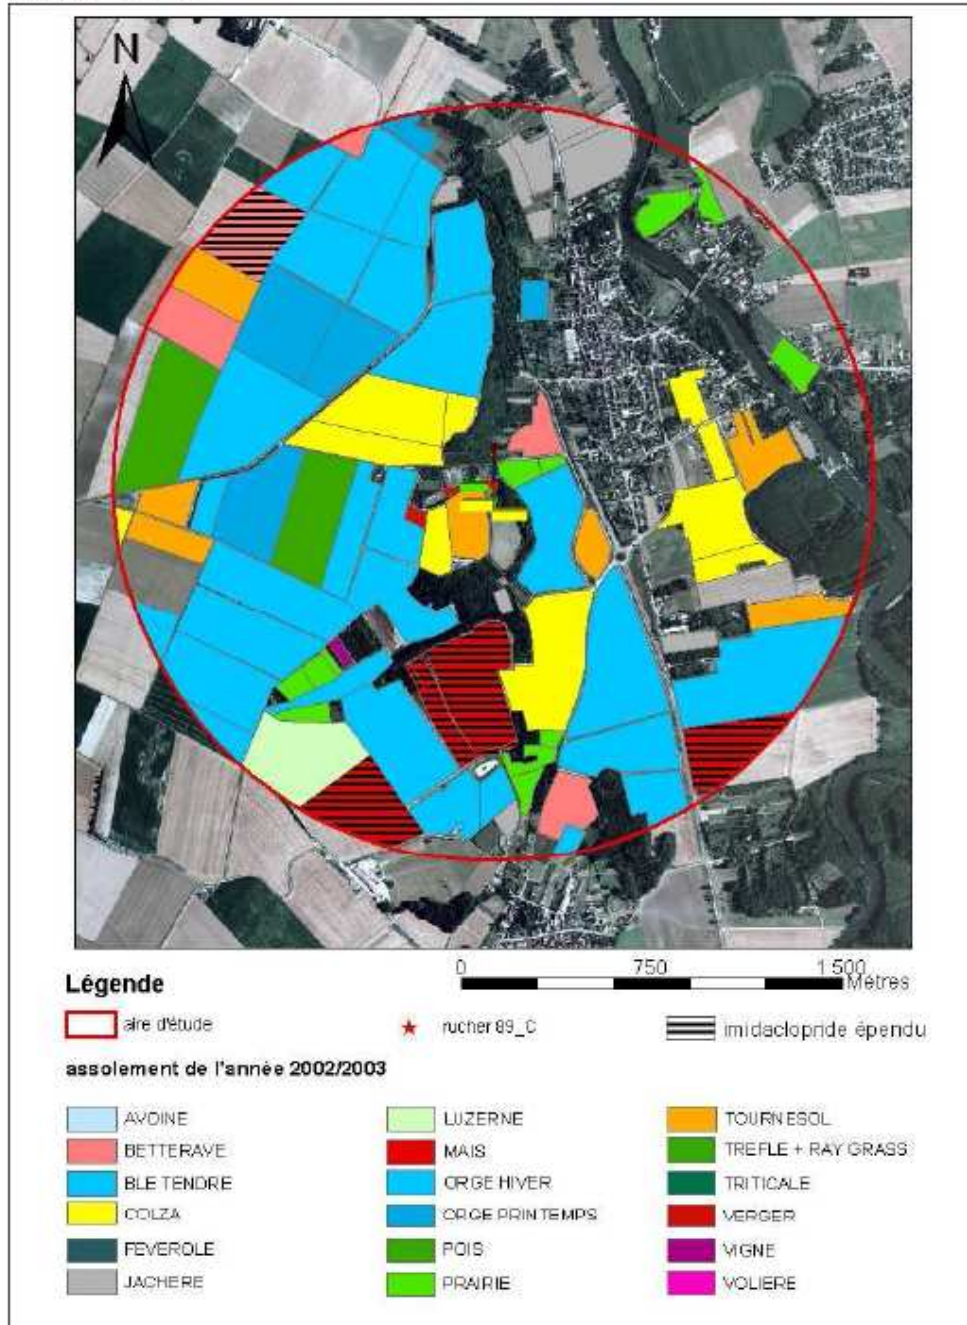 N
Légende
0 750 1 500
Mètres
aire d'étude
rucher 89_C
imidaclopride épendu
assolement de l'année 2002/2003
AVOINE LUZERNE TOURNESOL
BETTERAVE MAIS TREFLE + RAY GRASS
BLE TENDRE ORGE HIVER TRITICALE
COLZA ORGE PRINTEMPS VERGER
FEVEROLE POIS VIGNE
JACHERE PRAIRIE VOLIERE